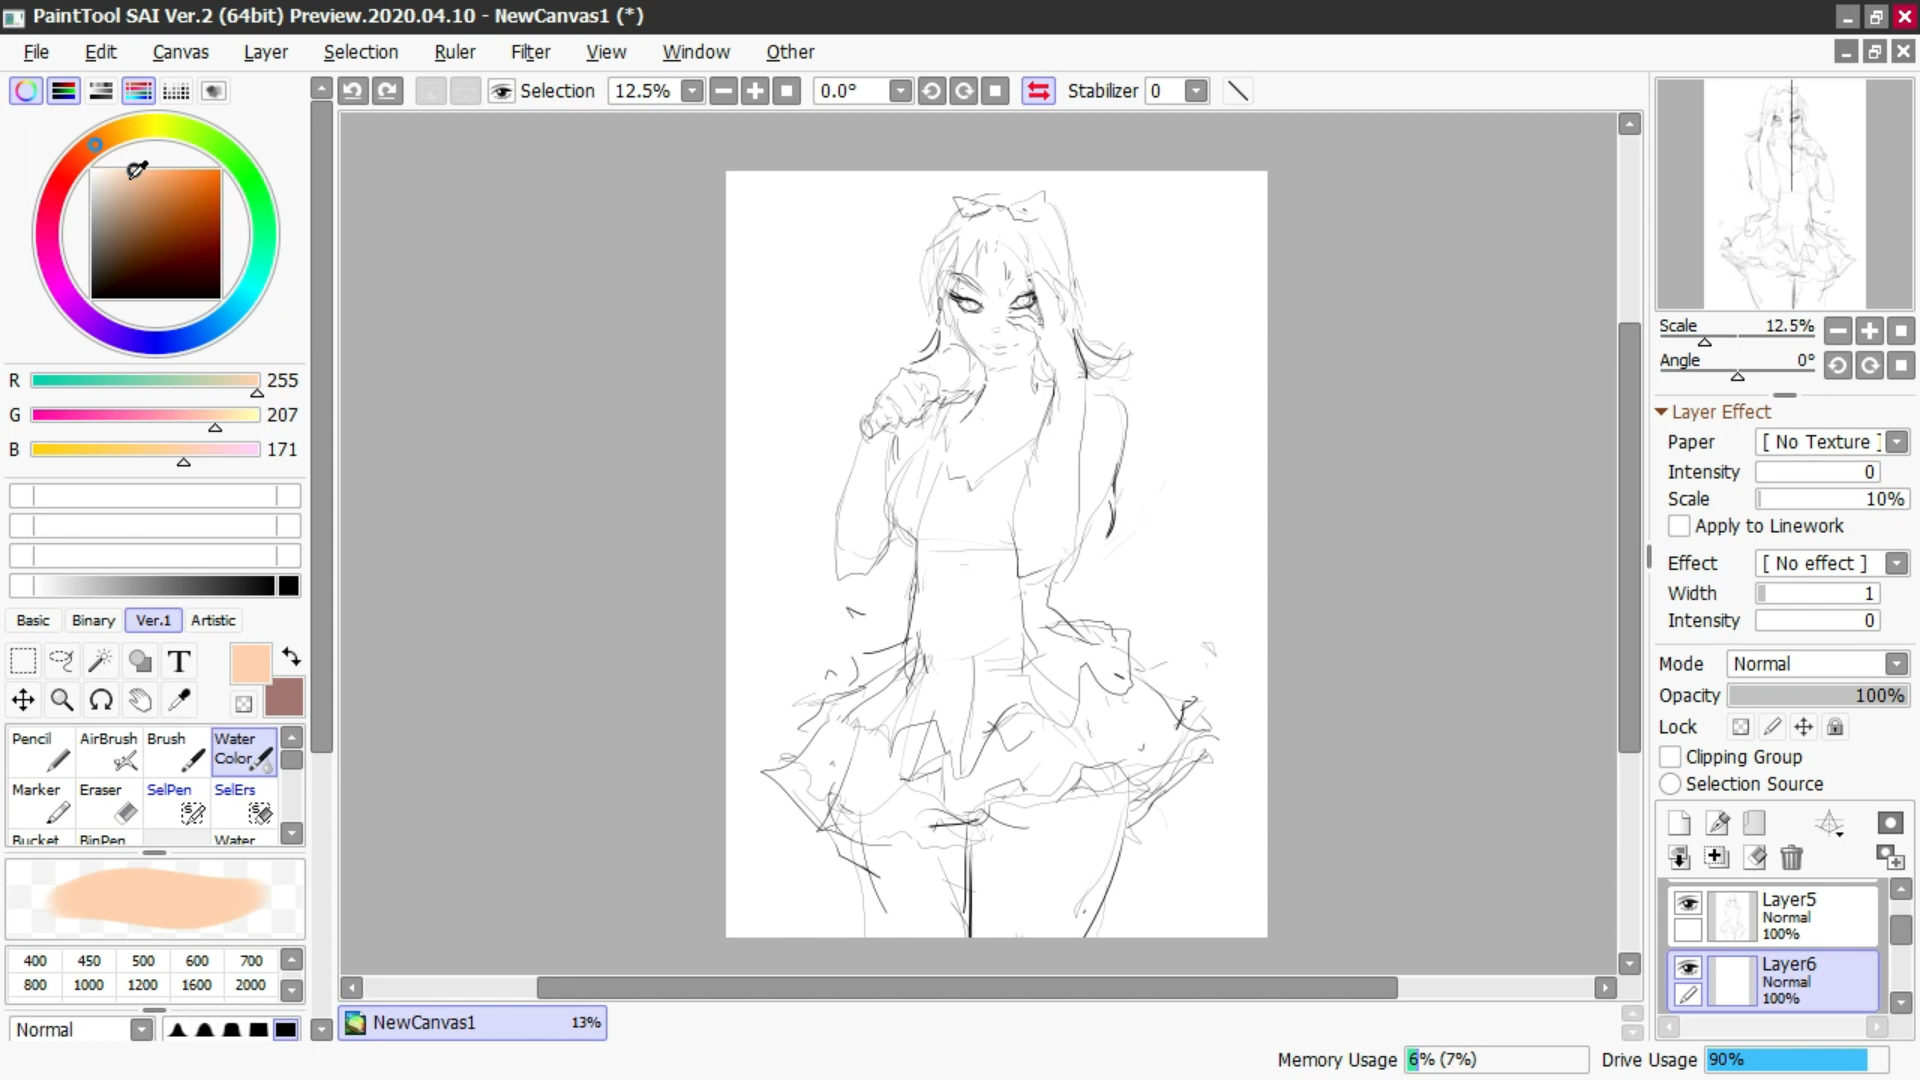 PaintTool SAI Ver.2 (64bit) Preview.2020.04.10 - NewCanvas1 (*)
File Edit Canvas Layer Selection Ruler Filter View Window Other
Selection 12.5% 0.0° Stabilizer 0
R 255
G 207
B 171
Basic Binary Ver.1 Artistic
T
Pencil AirBrush Brush Water Color
Marker Eraser SelPen SelErs
Bucket BinPen Water
400 450 500 600 700
800 1000 1200 1600 2000
Normal
NewCanvas1 13%
Scale 12.5%
Angle 0°
Layer Effect
Paper [ No Texture ]
Intensity 0
Scale 10%
Apply to Linework
Effect [ No effect ]
Width 1
Intensity 0
Mode Normal
Opacity 100%
Lock
Clipping Group
Selection Source
Layer5
Normal
100%
Layer6
Normal
100%
Memory Usage 6% (7%) Drive Usage 90%